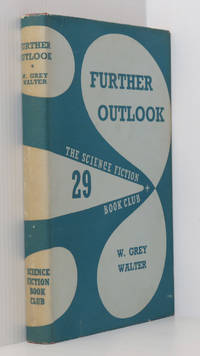 FURTHER
OUTLOOK
W. GREY
WALTER
SCIENCE
FICTION
BOOK
CLUB
FURTHER
OUTLOOK
THE SCIENCE FICTION
29
BOOK CLUB
W. GREY
WALTER